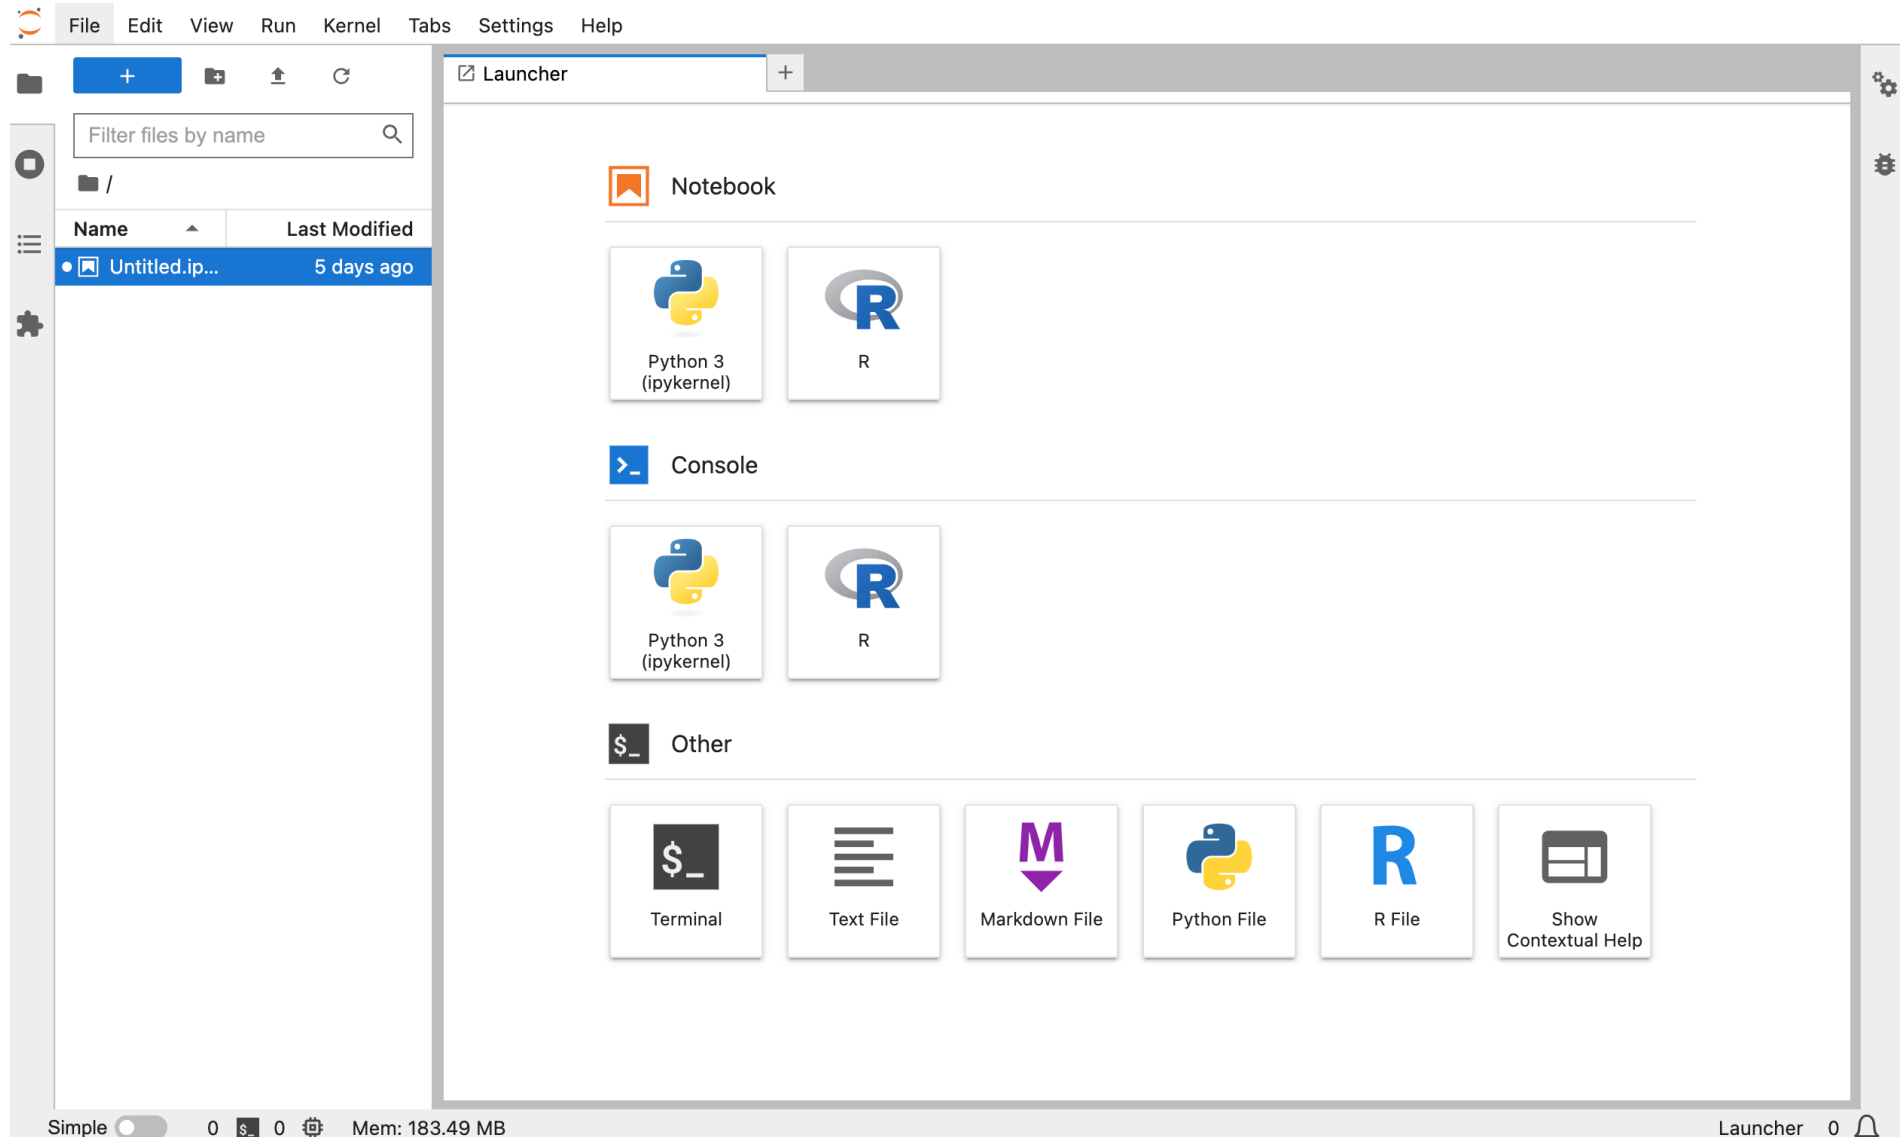 File Edit View Run Kernel Tabs Settings Help
+
Launcher
+
Filter files by name
/
Name Last Modified
Untitled.ip... 5 days ago
Notebook
Python 3
(ipykernel)
R
Console
Python 3
(ipykernel)
R
$_ Other
$_
Terminal
Text File
M
Markdown File
Python File
R
R File
Show
Contextual Help
Simple 0 $_ 0 Mem: 183.49 MB Launcher 0